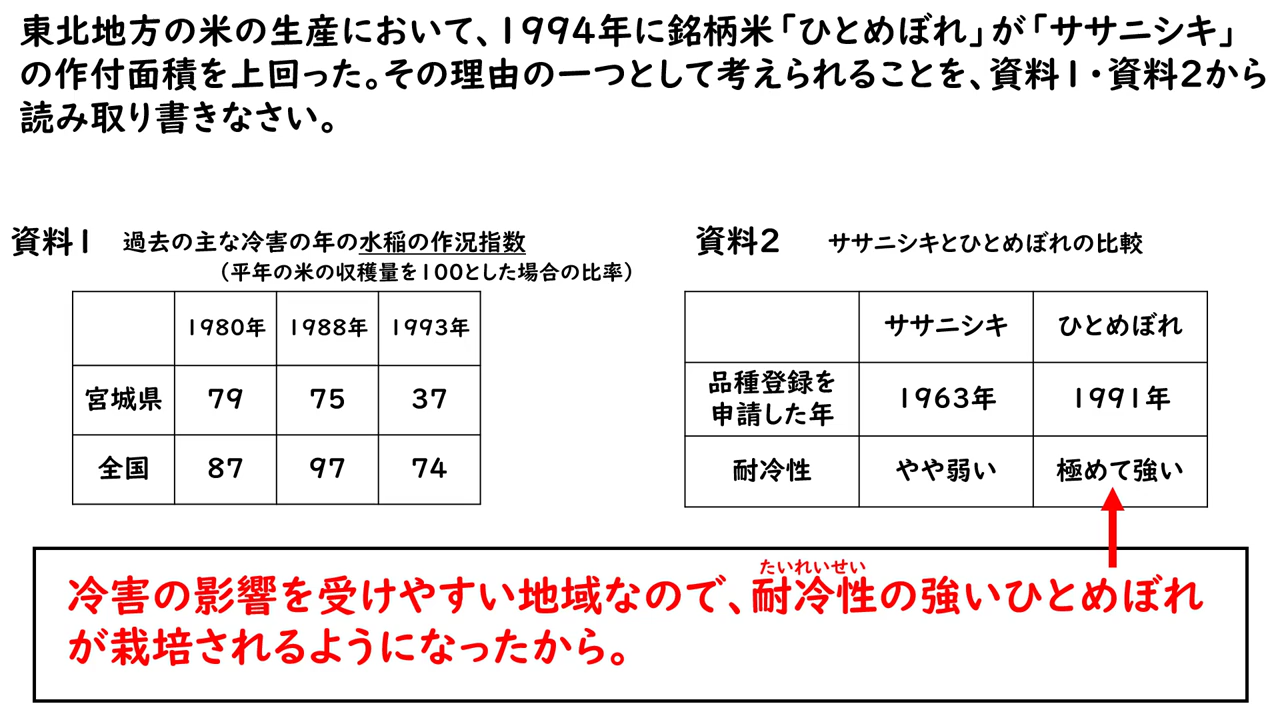 東北地方の米の生産において、1994年に銘柄米「ひとめぼれ」が「ササニシキ」
の作付面積を上回った。その理由の一つとして考えられることを、資料1・資料2から
読み取り書きなさい。
資料1 過去の主な冷害の年の水稲の作況指数
（平年の米の収穫量を100とした場合の比率）
1980年 1988年 1993年
宮城県 79 75 37
全国 87 97 74
資料2 ササニシキとひとめぼれの比較
ササニシキ ひとめぼれ
品種登録を
申請した年 1963年 1991年
耐冷性 やや弱い 極めて強い
たいれいせい
冷害の影響を受けやすい地域なので、耐冷性の強いひとめぼれ
が栽培されるようになったから。